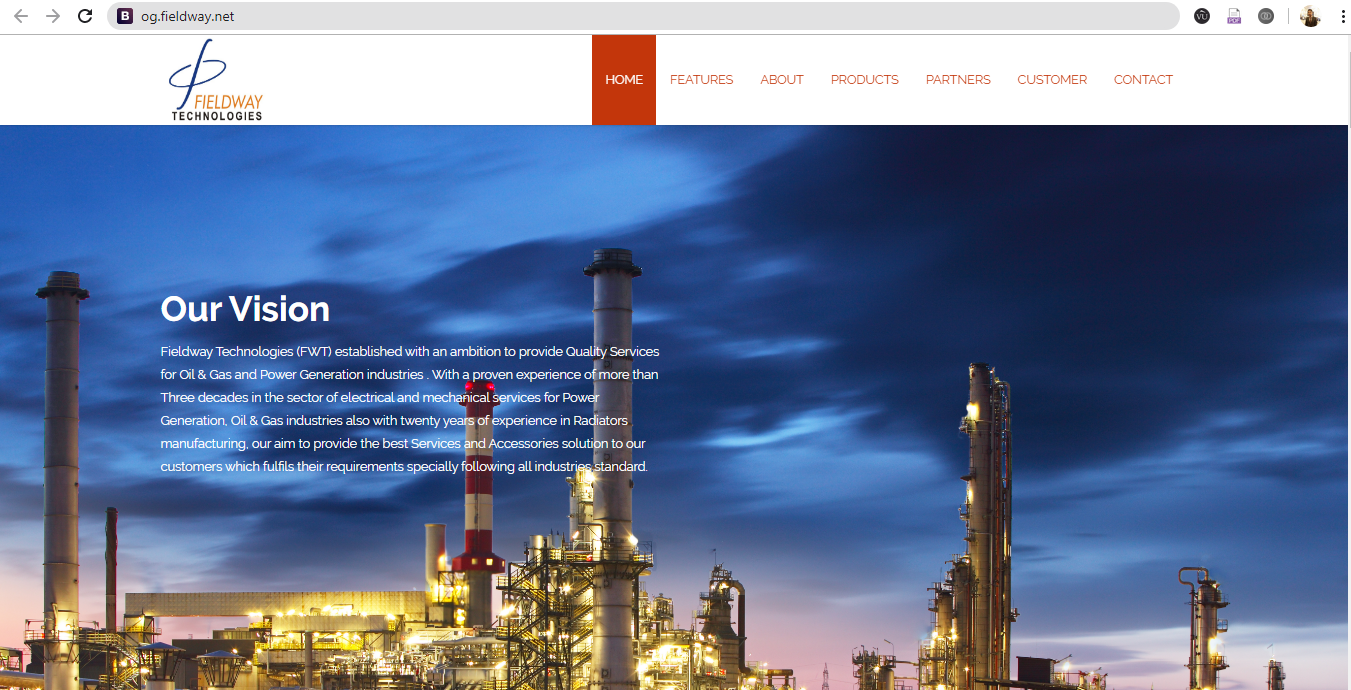 og.fieldway.net
FIELDWAY
TECHNOLOGIES
HOME FEATURES ABOUT PRODUCTS PARTNERS CUSTOMER CONTACT
Our Vision
Fieldway Technologies (FWT) established with an ambition to provide Quality Services
for Oil & Gas and Power Generation industries . With a proven experience of more than
Three decades in the sector of electrical and mechanical services for Power
Generation, Oil & Gas industries also with twenty years of experience in Radiators
manufacturing, our aim to provide the best Services and Accessories solution to our
customers which fulfils their requirements specially following all industries standard.